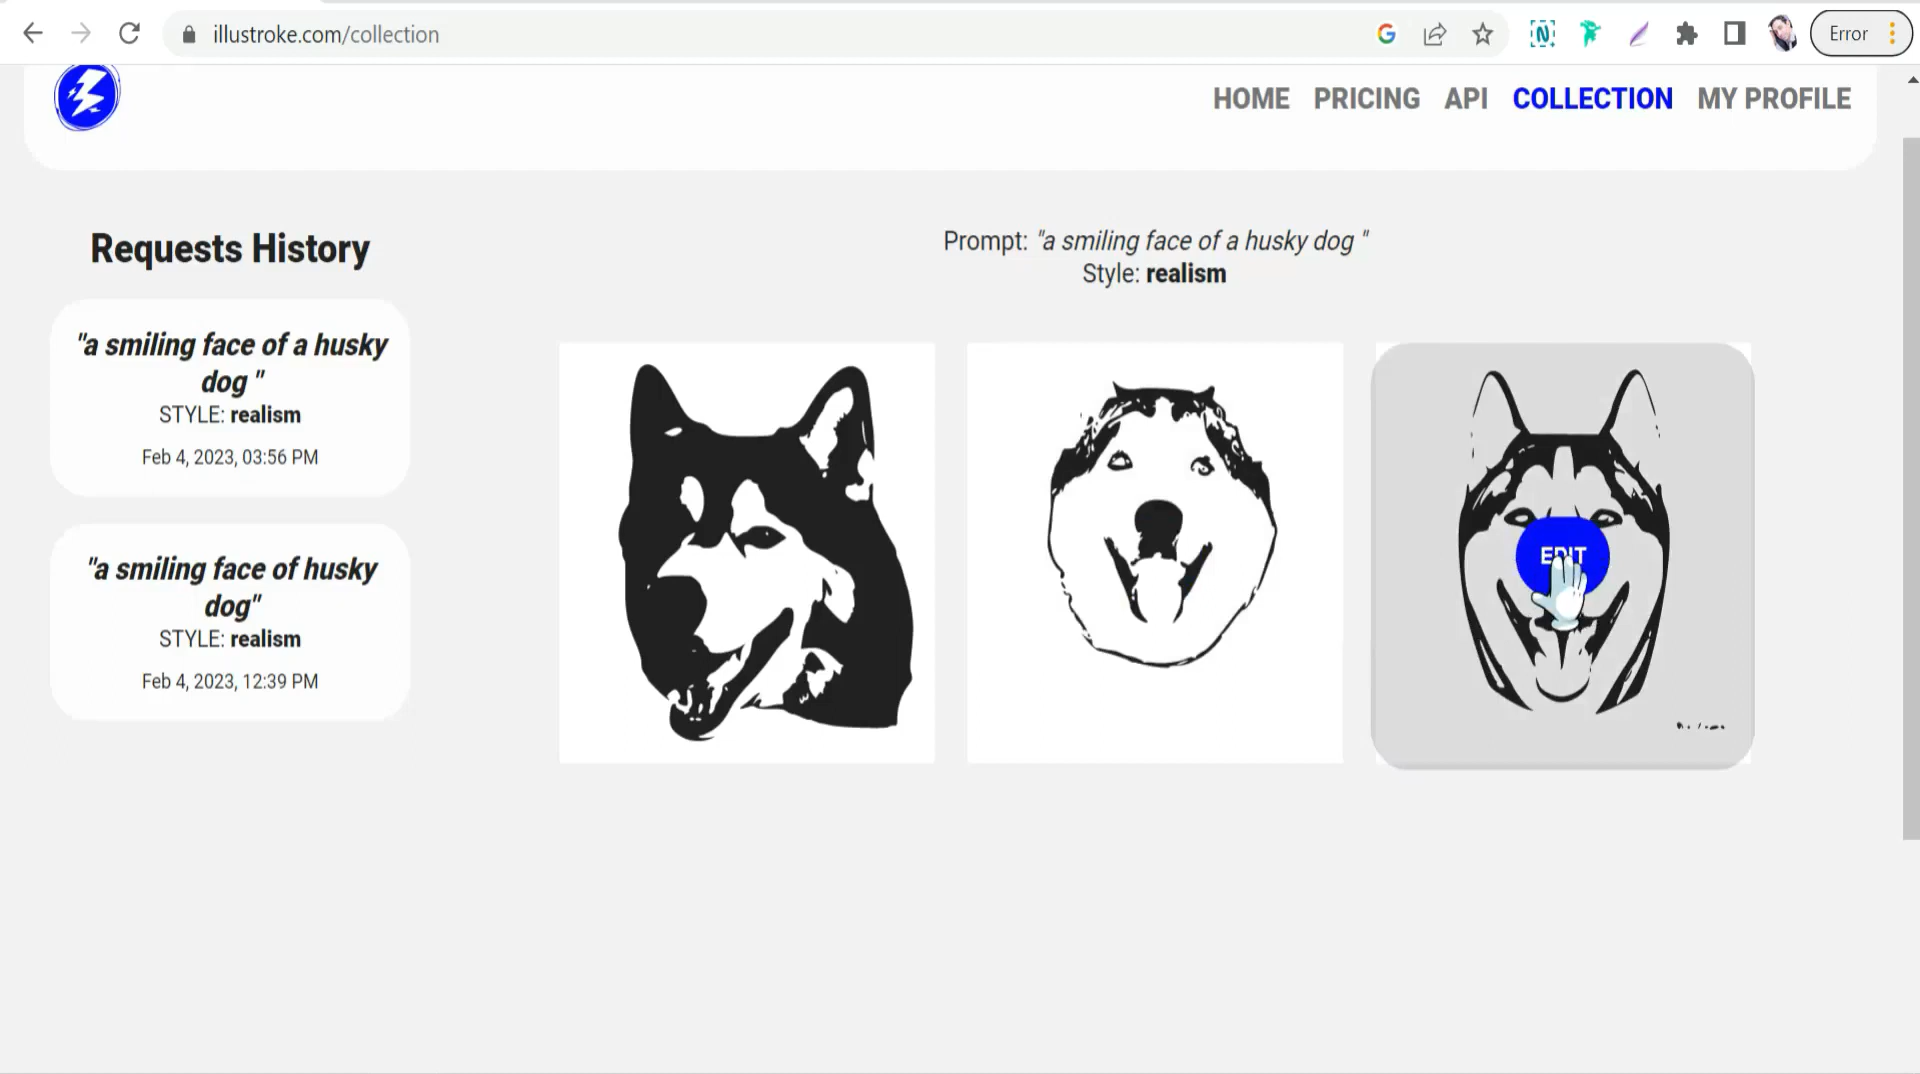 illustroke.com/collection
Error
HOME PRICING API COLLECTION MY PROFILE
Requests History
"a smiling face of a husky
dog "
STYLE: realism
Feb 4, 2023, 03:56 PM
"a smiling face of husky
dog"
STYLE: realism
Feb 4, 2023, 12:39 PM
Prompt: "a smiling face of a husky dog "
Style: realism
EDIT